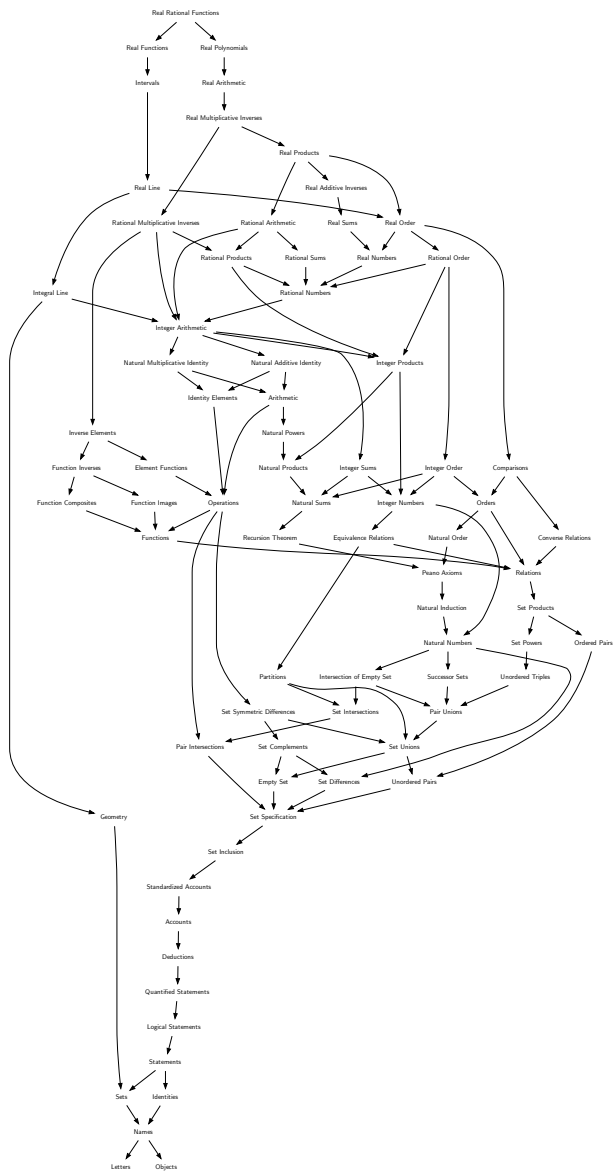 Real Rational Functions
Real Functions Real Polynomials
Intervals Real Arithmetic
Real Multiplicative Inverses
Real Products
Real Line Real Additive Inverses
Rational Multiplicative Inverses Rational Arithmetic Real Sums Real Order
Rational Products Rational Sums Real Numbers Rational Order
Integral Line Rational Numbers
Integer Arithmetic
Natural Multiplicative Identity Natural Additive Identity Integer Products
Identity Elements Arithmetic
Inverse Elements Natural Powers
Function Inverses Element Functions Natural Products Integer Sums Integer Order Comparisons
Function Composites Function Images Operations Natural Sums Integer Numbers Orders
Functions Recursion Theorem Equivalence Relations Natural Order Converse Relations
Peano Axioms Relations
Natural Induction Set Products
Natural Numbers Set Powers Ordered Pairs
Partitions Intersection of Empty Set Successor Sets Unordered Triples
Set Symmetric Differences Set Intersections Pair Unions
Pair Intersections Set Complements Set Unions
Empty Set Set Differences Unordered Pairs
Geometry Set Specification
Set Inclusion
Standardized Accounts
Accounts
Deductions
Quantified Statements
Logical Statements
Statements
Sets Identities
Names
Letters Objects